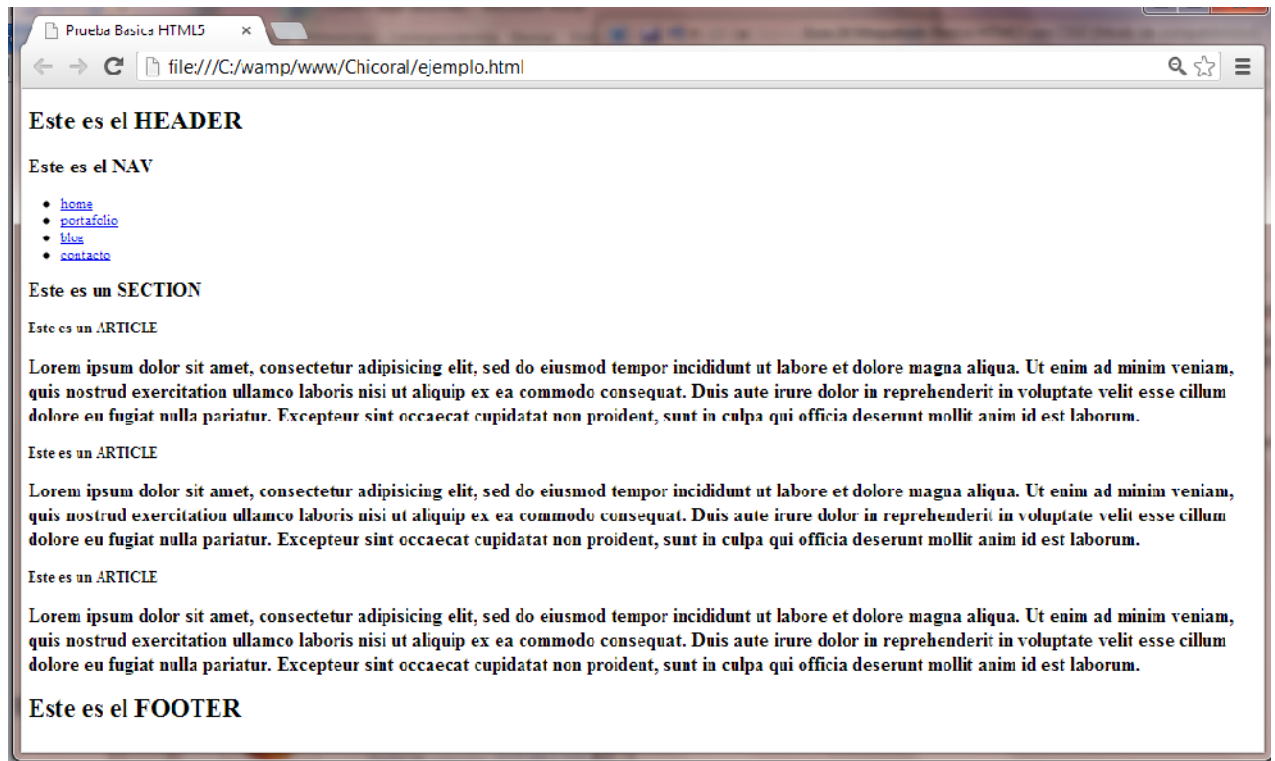 Prueba Basica HTML5
file:///C:/wamp/www/Chicoral/ejemplo.html
Este es el HEADER
Este es el NAV
home
portafolio
blog
contacto
Este es un SECTION
Este es un ARTICLE
Lorem ipsum dolor sit amet, consectetur adipisicing elit, sed do eiusmod tempor incididunt ut labore et dolore magna aliqua. Ut enim ad minim veniam,
quis nostrud exercitation ullamco laboris nisi ut aliquip ex ea commodo consequat. Duis aute irure dolor in reprehenderit in voluptate velit esse cillum
dolore eu fugiat nulla pariatur. Excepteur sint occaecat cupidatat non proident, sunt in culpa qui officia deserunt mollit anim id est laborum.
Este es un ARTICLE
Lorem ipsum dolor sit amet, consectetur adipisicing elit, sed do eiusmod tempor incididunt ut labore et dolore magna aliqua. Ut enim ad minim veniam,
quis nostrud exercitation ullamco laboris nisi ut aliquip ex ea commodo consequat. Duis aute irure dolor in reprehenderit in voluptate velit esse cillum
dolore eu fugiat nulla pariatur. Excepteur sint occaecat cupidatat non proident, sunt in culpa qui officia deserunt mollit anim id est laborum.
Este es un ARTICLE
Lorem ipsum dolor sit amet, consectetur adipisicing elit, sed do eiusmod tempor incididunt ut labore et dolore magna aliqua. Ut enim ad minim veniam,
quis nostrud exercitation ullamco laboris nisi ut aliquip ex ea commodo consequat. Duis aute irure dolor in reprehenderit in voluptate velit esse cillum
dolore eu fugiat nulla pariatur. Excepteur sint occaecat cupidatat non proident, sunt in culpa qui officia deserunt mollit anim id est laborum.
Este es el FOOTER